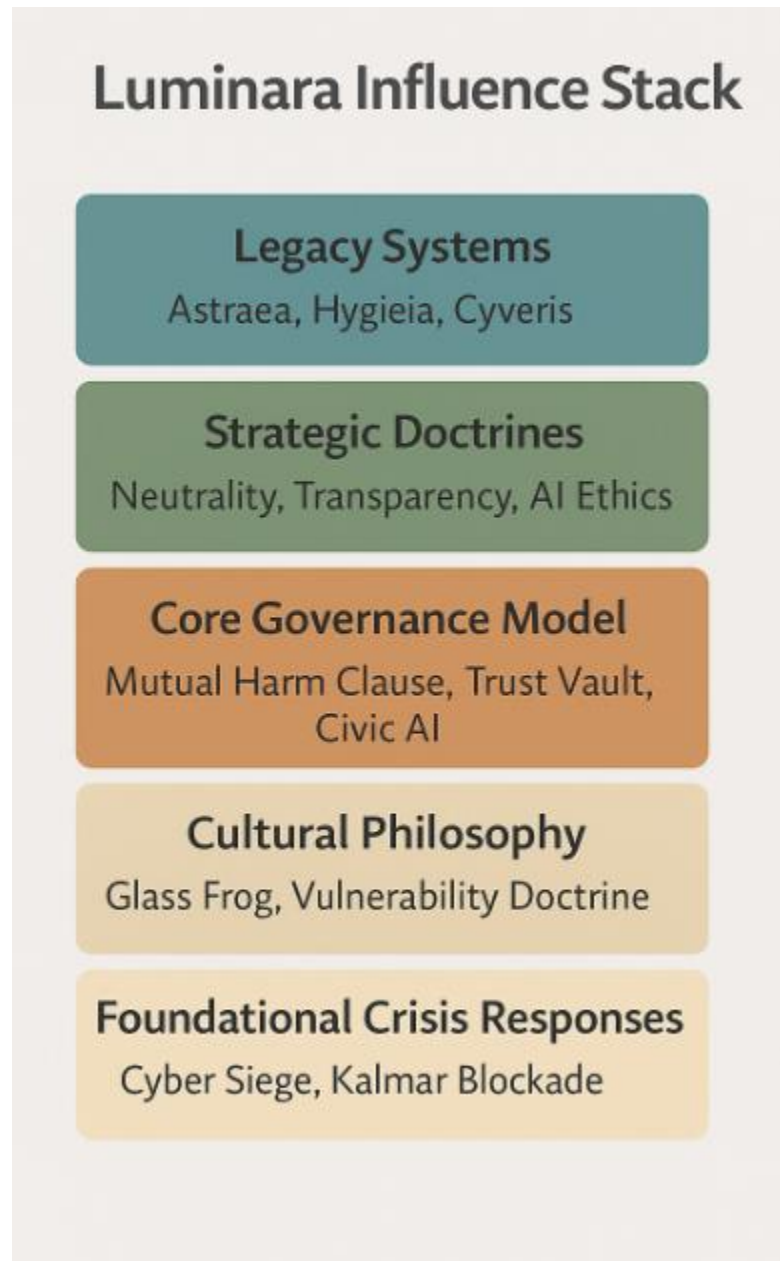 Luminara Influence Stack
Legacy Systems
Astraea, Hygieia, Cyveris
Strategic Doctrines
Neutrality, Transparency, AI Ethics
Core Governance Model
Mutual Harm Clause, Trust Vault,
Civic AI
Cultural Philosophy
Glass Frog, Vulnerability Doctrine
Foundational Crisis Responses
Cyber Siege, Kalmar Blockade